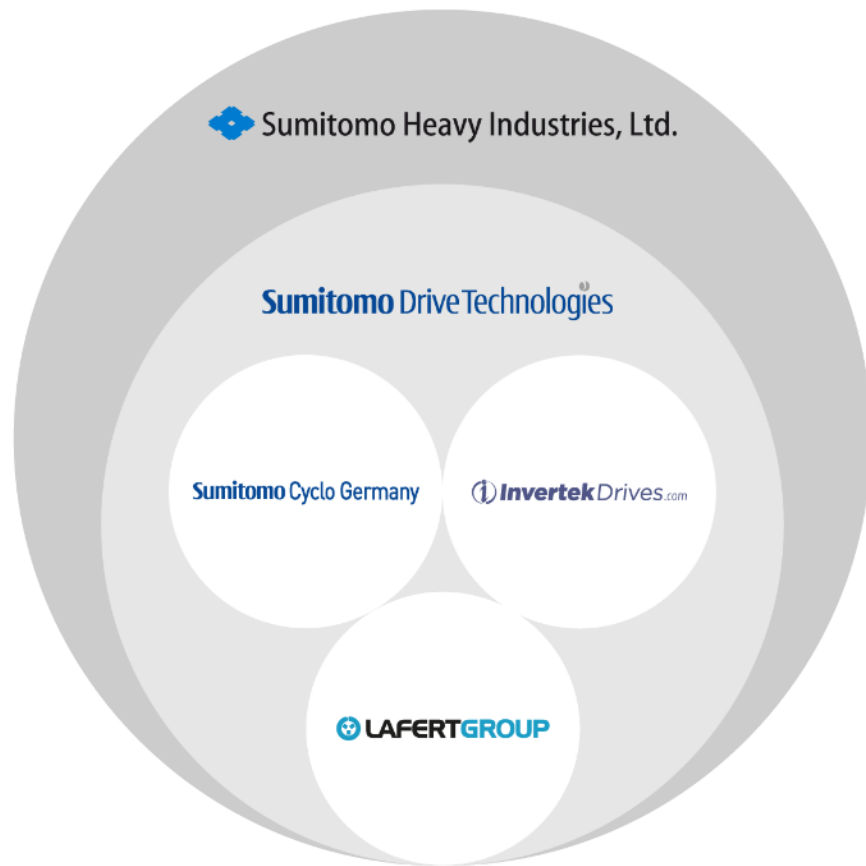 Sumitomo Heavy Industries, Ltd.
Sumitomo Drive Technologies
Sumitomo Cyclo Germany
Invertek Drives.com
LAFERTGROUP